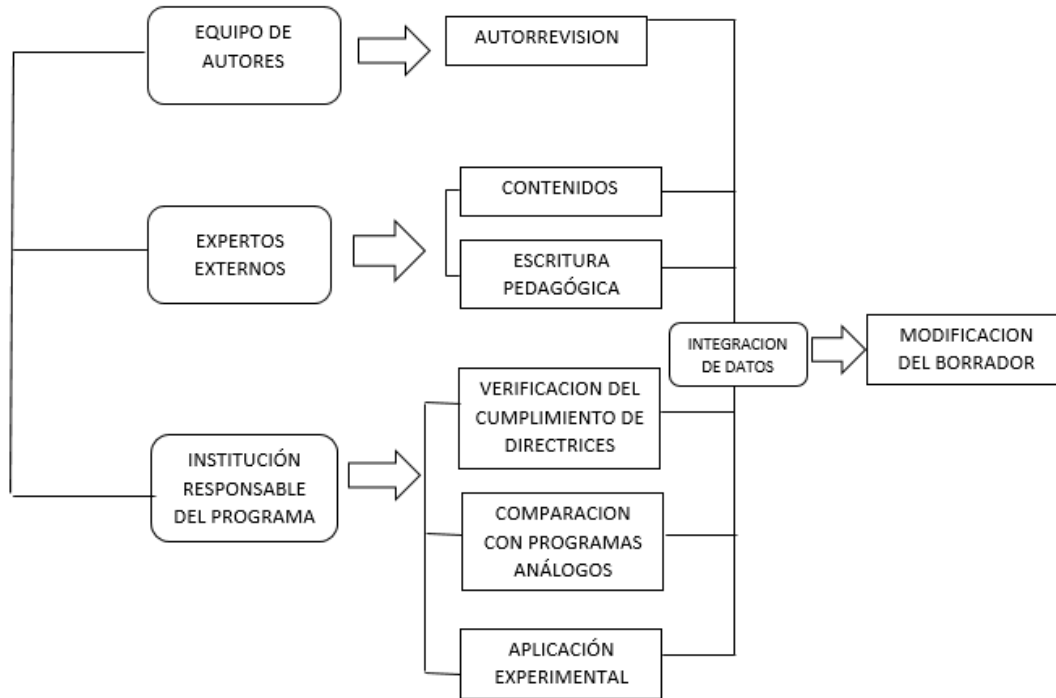 EQUIPO DE
AUTORES
AUTORREVISION
EXPERTOS
EXTERNOS
CONTENIDOS
ESCRITURA
PEDAGÓGICA
INSTITUCIÓN
RESPONSABLE
DEL PROGRAMA
VERIFICACION DEL
CUMPLIMIENTO DE
DIRECTRICES
COMPARACION
CON PROGRAMAS
ANÁLOGOS
APLICACIÓN
EXPERIMENTAL
INTEGRACION
DE DATOS
MODIFICACION
DEL BORRADOR